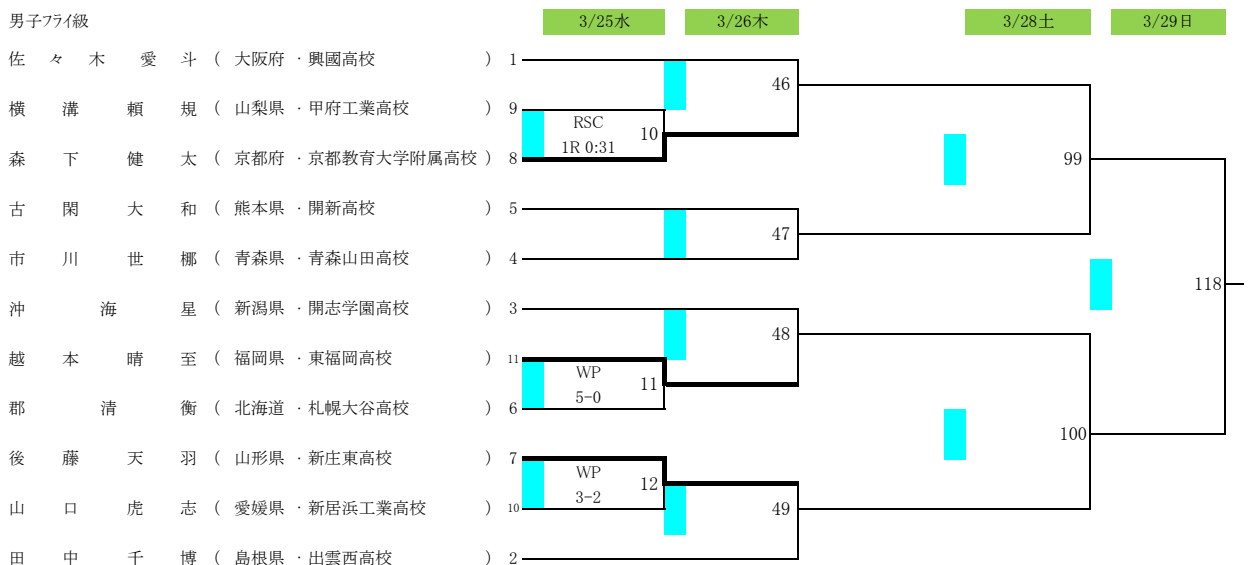 男子フライ級 3/25水 3/26木 3/28土 3/29日
佐々木 愛斗 ( 大阪府 ・興國高校 ) 1
46
横溝 頼規 ( 山梨県 ・甲府工業高校 ) 9
RSC
10
1R 0:31
森下 健太 ( 京都府 ・京都教育大学附属高校 ) 8
99
古閑 大和 ( 熊本県 ・開新高校 ) 5
47
市川 世梛 ( 青森県 ・青森山田高校 ) 4
118
沖 海星 ( 新潟県 ・開志学園高校 ) 3
48
越本 晴至 ( 福岡県 ・東福岡高校 ) 11
WP
11
5-0
郡 清衡 ( 北海道 ・札幌大谷高校 ) 6
100
後藤 天羽 ( 山形県 ・新庄東高校 ) 7
WP
12
3-2
山口 虎志 ( 愛媛県 ・新居浜工業高校 ) 10
49
田中 千博 ( 島根県 ・出雲西高校 ) 2